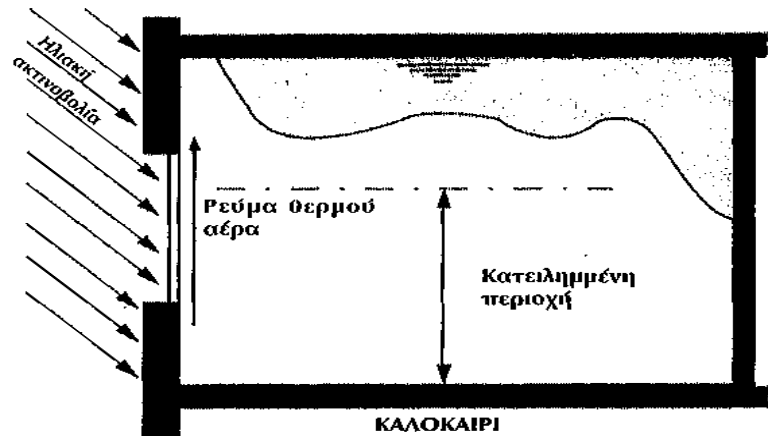 Ηλιακή
ακτινοβολία
Ρεύμα θερμού
αέρα
Κατειλημμένη
περιοχή
ΚΑΛΟΚΑΙΡΙ